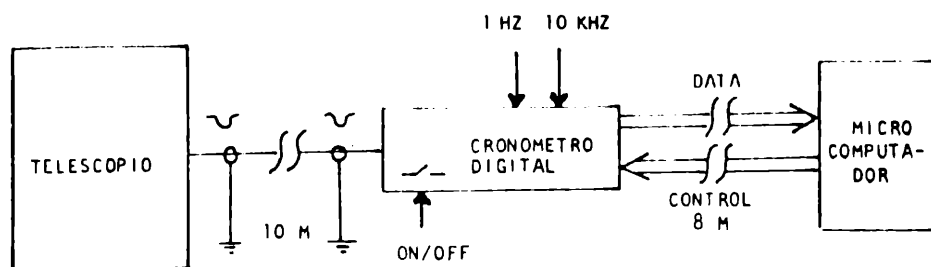 1 HZ 10 KHZ
TELESCOPIO
10 M
CRONOMETRO
DIGITAL
ON/OFF
DATA
CONTROL
8 M
MICRO
COMPUTA-
DOR